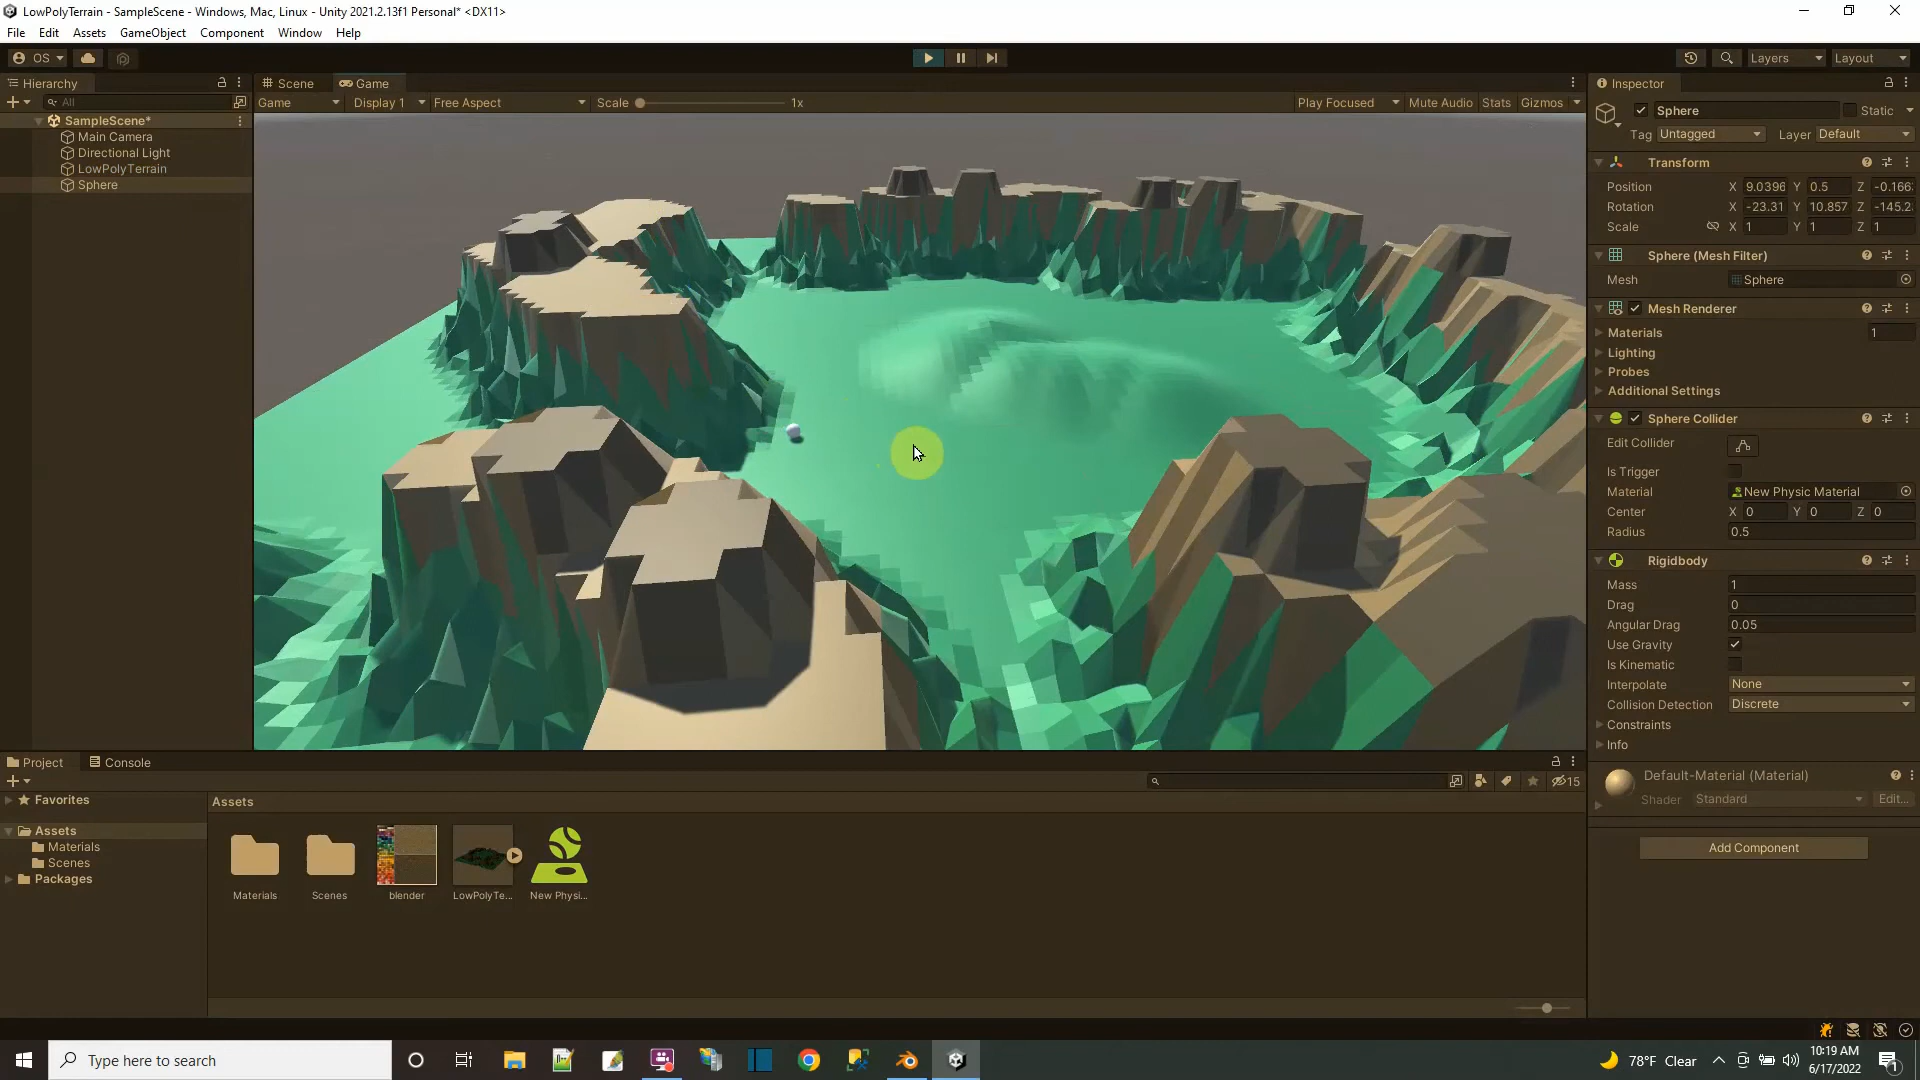 LowPolyTerrain - SampleScene - Windows, Mac, Linux - Unity 2021.2.13f1 Personal* <DX11>
File Edit Assets GameObject Component Window Help
OS Layers Layout
Hierarchy
All
SampleScene*
Main Camera
Directional Light
LowPolyTerrain
Sphere
Scene Game
Game Display 1 Free Aspect Scale 1x Play Focused Mute Audio Stats Gizmos
Inspector
Sphere Static
Tag Untagged Layer Default
Transform
Position X 9.0396 Y 0.5 Z -0.166
Rotation X -23.31 Y 10.857 Z -145.2
Scale X 1 Y 1 Z 1
Sphere (Mesh Filter)
Mesh Sphere
Mesh Renderer
Materials 1
Lighting
Probes
Additional Settings
Sphere Collider
Edit Collider
Is Trigger
Material New Physic Material
Center X 0 Y 0 Z 0
Radius 0.5
Rigidbody
Mass 1
Drag 0
Angular Drag 0.05
Use Gravity
Is Kinematic
Interpolate None
Collision Detection Discrete
Constraints
Info
Default-Material (Material)
Shader Standard Edit...
Add Component
Project Console
15
Favorites
Assets
Materials
Scenes
Packages
Assets
Materials Scenes blender LowPolyTe... New Physi...
Type here to search
78°F Clear
10:19 AM
6/17/2022
1